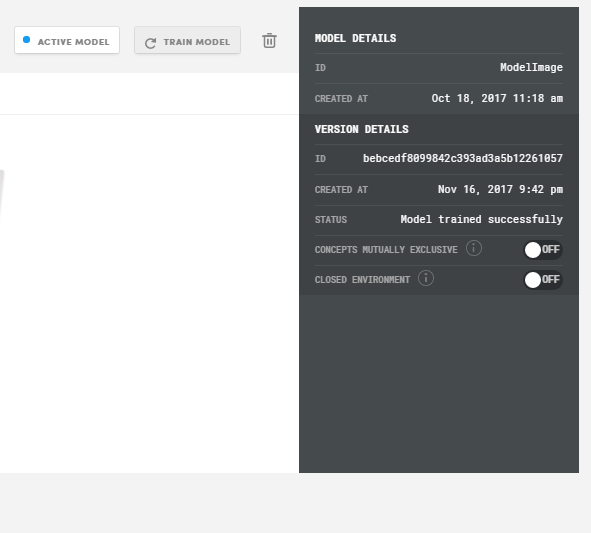 ACTIVE MODEL
TRAIN MODEL
MODEL DETAILS
ID ModelImage
CREATED AT Oct 18, 2017 11:18 am
VERSION DETAILS
ID bebcedf8099842c393ad3a5b12261057
CREATED AT Nov 16, 2017 9:42 pm
STATUS Model trained successfully
CONCEPTS MUTUALLY EXCLUSIVE OFF
CLOSED ENVIRONMENT OFF